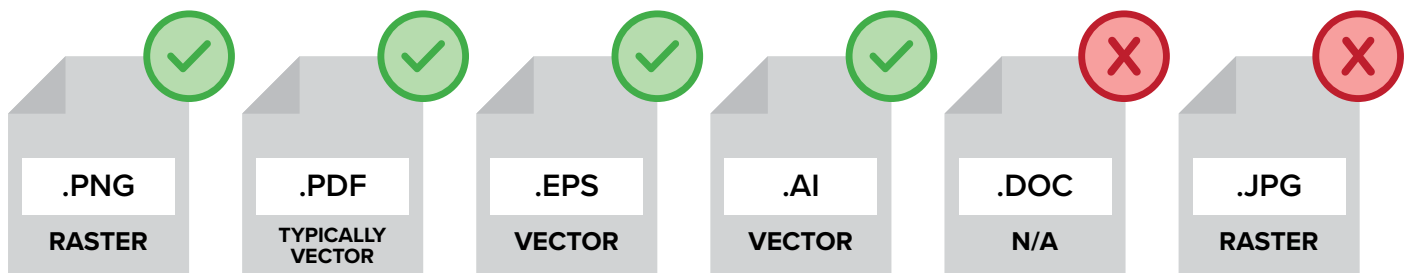 .PNG
RASTER
.PDF
TYPICALLY
VECTOR
.EPS
VECTOR
.AI
VECTOR
.DOC
N/A
.JPG
RASTER